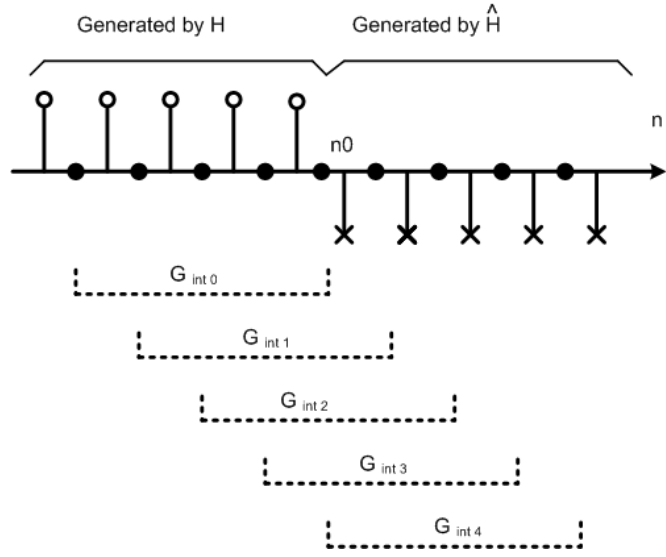 Generated by H
Generated by Ĥ
n
n0
G int 0
G int 1
G int 2
G int 3
G int 4